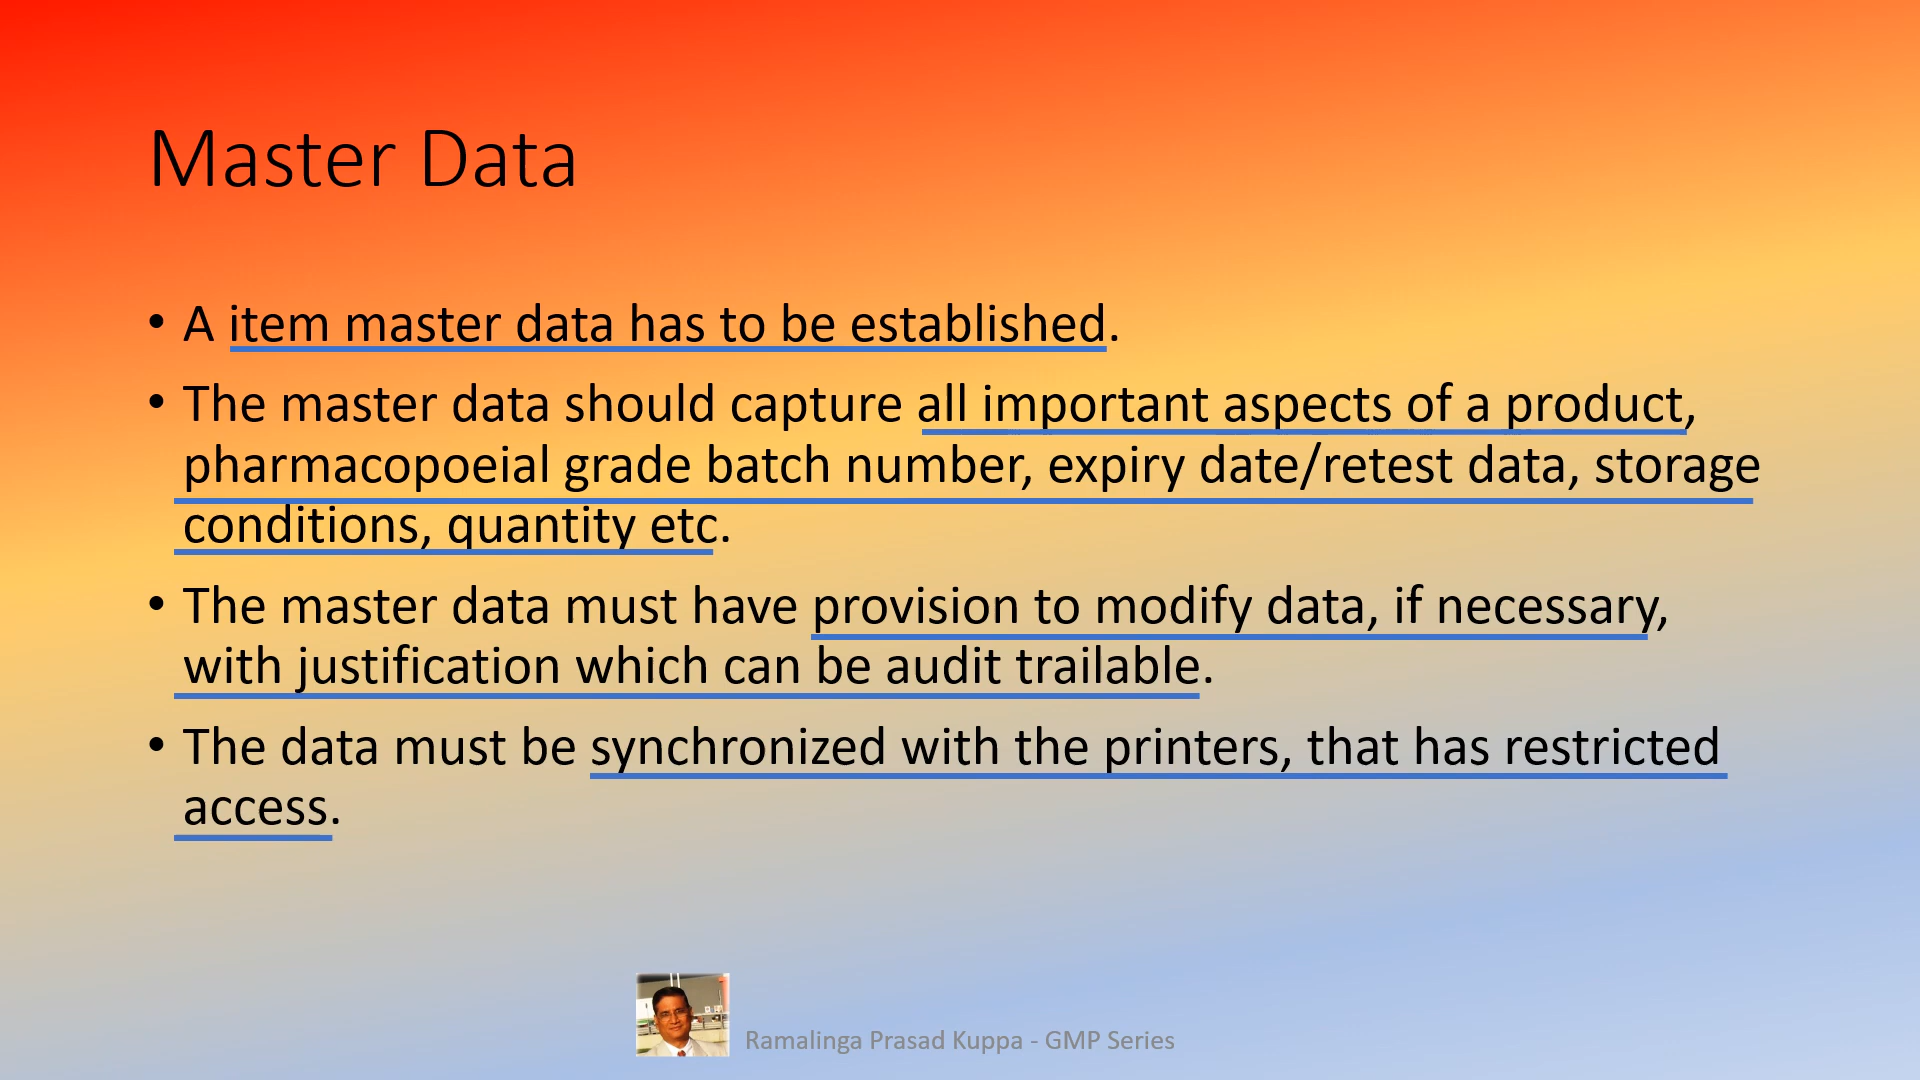 Master Data
• A item master data has to be established.
• The master data should capture all important aspects of a product,
pharmacopoeial grade batch number, expiry date/retest data, storage
conditions, quantity etc.
• The master data must have provision to modify data, if necessary,
with justification which can be audit trailable.
• The data must be synchronized with the printers, that has restricted
access.
Ramalinga Prasad Kuppa - GMP Series